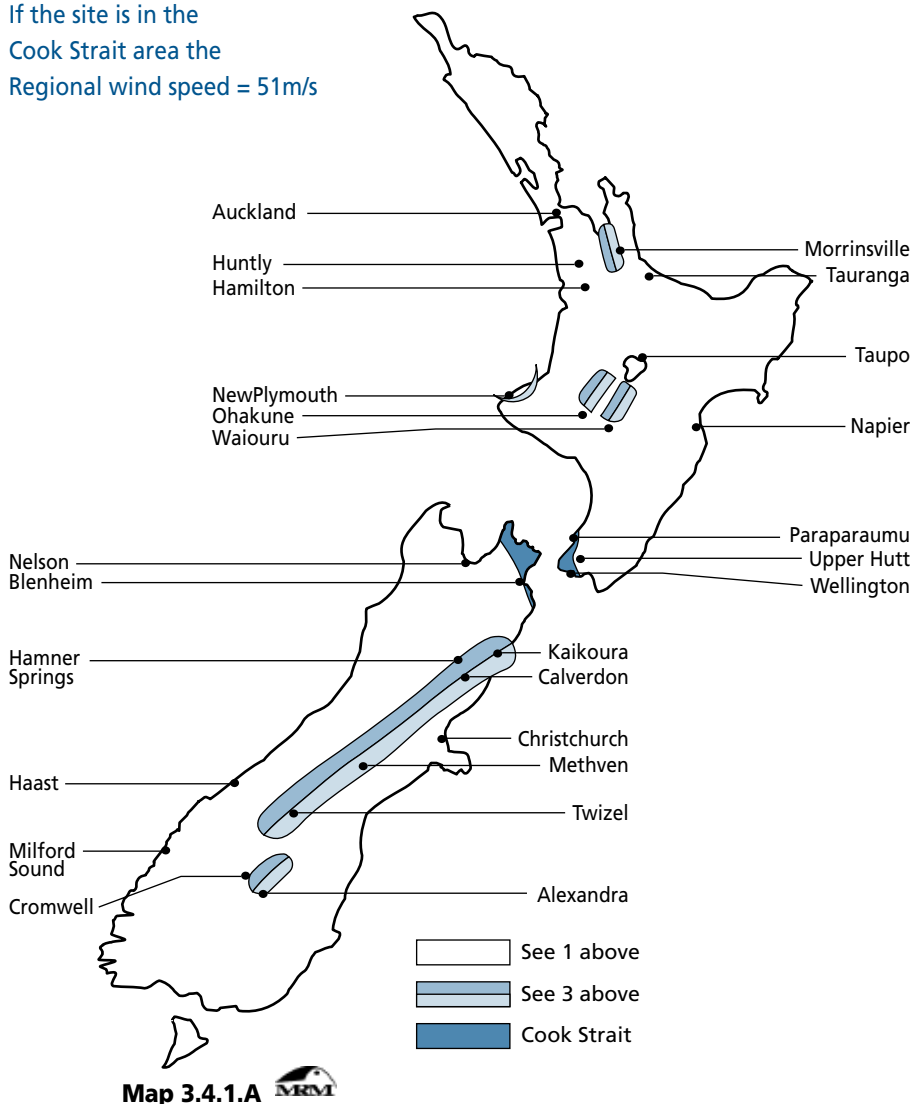 If the site is in the
Cook Strait area the
Regional wind speed = 51m/s
Auckland
Morrinsville
Huntly
Tauranga
Hamilton
Taupo
NewPlymouth
Ohakune
Napier
Waiouru
Paraparaumu
Nelson
Upper Hutt
Blenheim
Wellington
Hamner
Springs
Kaikoura
Calverdon
Christchurch
Methven
Haast
Twizel
Milford
Sound
Cromwell
Alexandra
See 1 above
See 3 above
Cook Strait
Map 3.4.1.A MRM